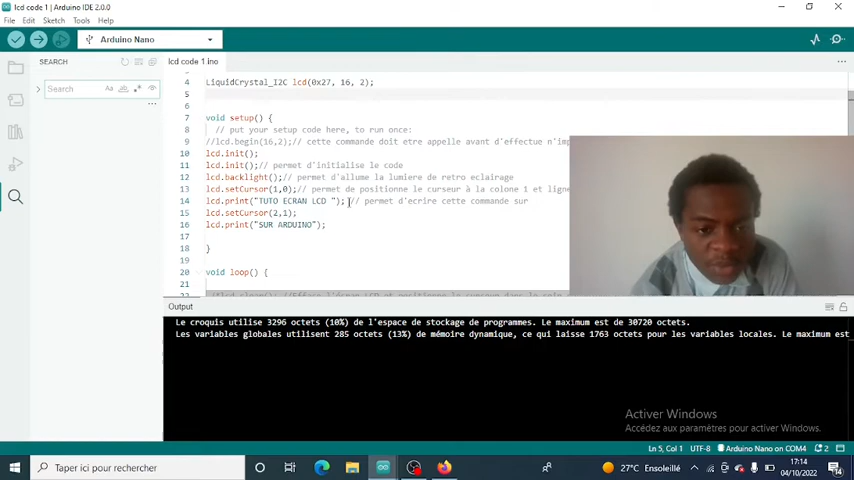 lcd code 1 | Arduino IDE 2.0.0
File Edit Sketch Tools Help
Arduino Nano
SEARCH
lcd code 1.ino
Search
Aa
4 LiquidCrystal_I2C lcd(0x27, 16, 2);
5
6
7 void setup() {
8 // put your setup code here, to run once:
9 //lcd.begin(16,2);// cette commande doit etre appelle avant d'effectue n'imp
10 lcd.init();
11 lcd.init();// permet d'initialise le code
12 lcd.backlight();// permet d'allume la lumiere de retro eclairage
13 lcd.setCursor(1,0);// permet de positionne le curseur à la colone 1 et ligne
14 lcd.print("TUTO ECRAN LCD "); // permet d'ecrire cette commande sur
15 lcd.setCursor(2,1);
16 lcd.print("SUR ARDUINO");
17
18 }
19
20 void loop() {
21
Output
Le croquis utilise 3296 octets (10%) de l'espace de stockage de programmes. Le maximum est de 30720 octets.
Les variables globales utilisent 285 octets (13%) de mémoire dynamique, ce qui laisse 1763 octets pour les variables locales. Le maximum est
Activer Windows
Accédez aux paramètres pour activer Windows.
Ln 5, Col 1 UTF-8 Arduino Nano on COM4 2
Taper ici pour rechercher
27°C Ensoleillé
17:14
04/10/2022
14